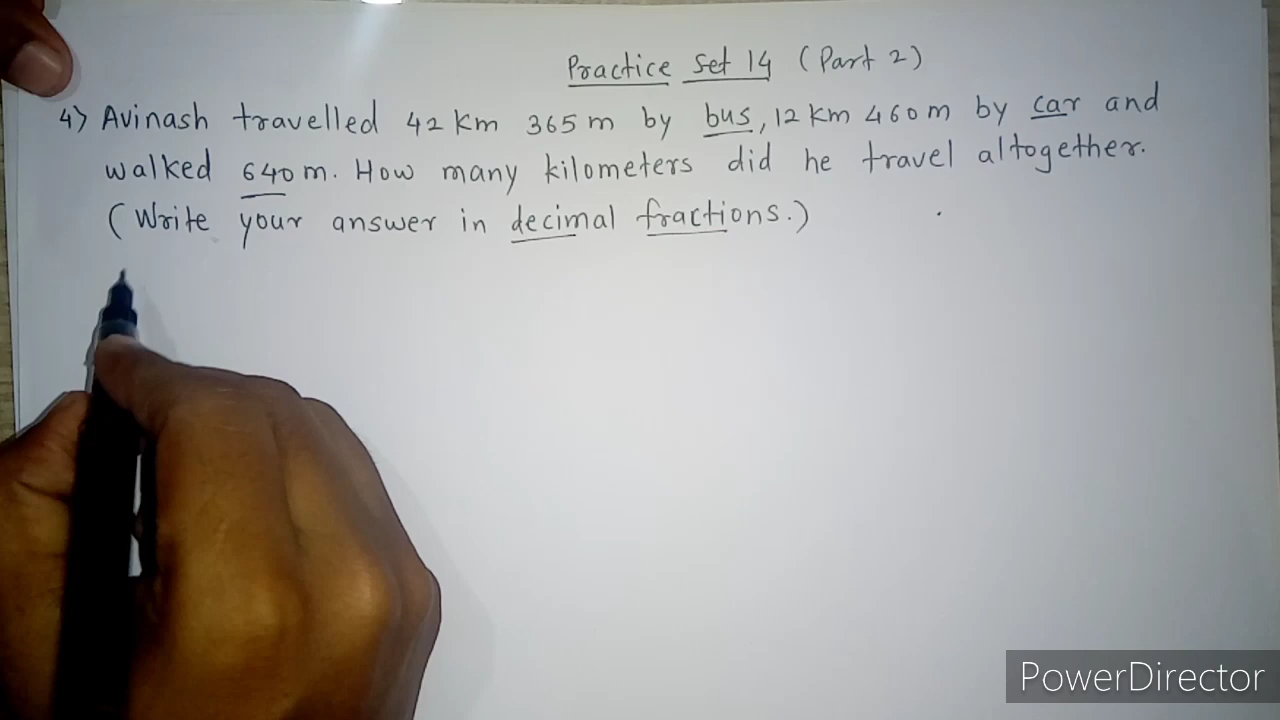 Practice Set 14 (Part 2)
4) Avinash travelled 42 km 365 m by bus, 12 km 460 m by car and
walked 640 m. How many kilometers did he travel altogether.
(Write your answer in decimal fractions.)
PowerDirector